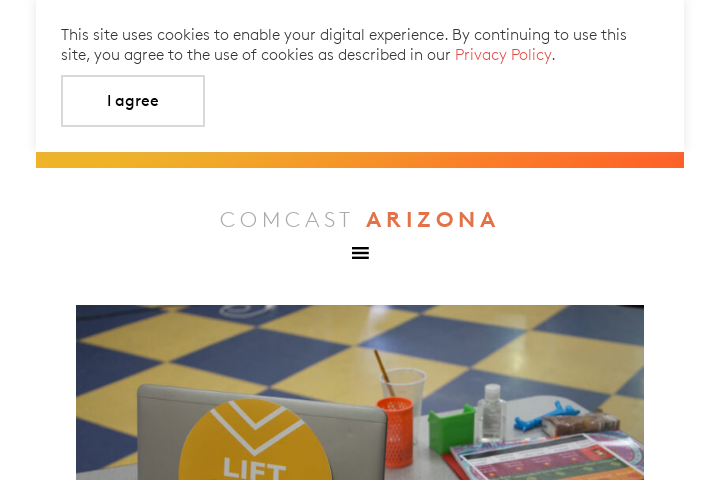 This site uses cookies to enable your digital experience. By continuing to use this
site, you agree to the use of cookies as described in our Privacy Policy.
I agree
COMCAST ARIZONA
LIFT